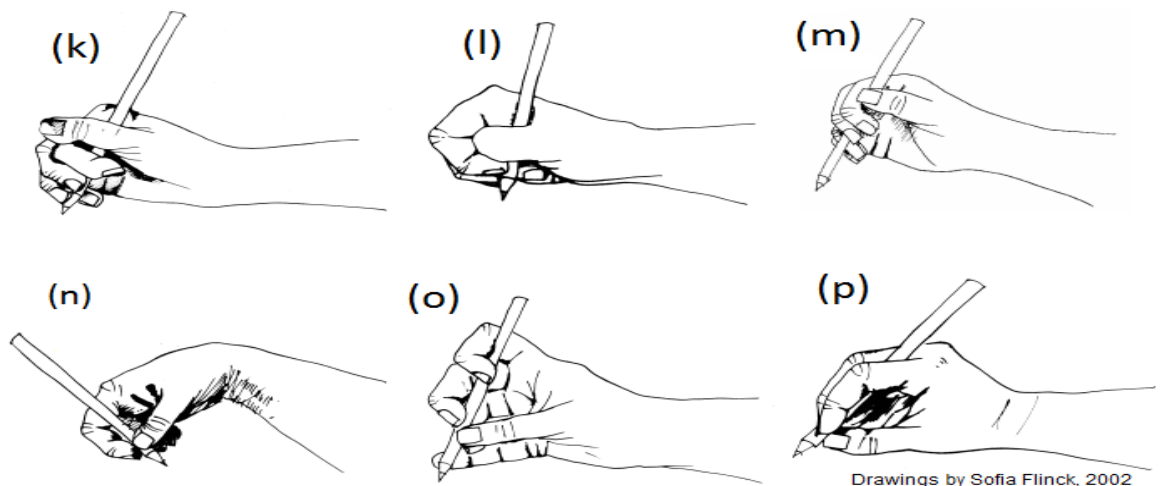 (k)
(l)
(m)
(n)
(o)
(p)
Drawings by Sofia Flinck, 2002